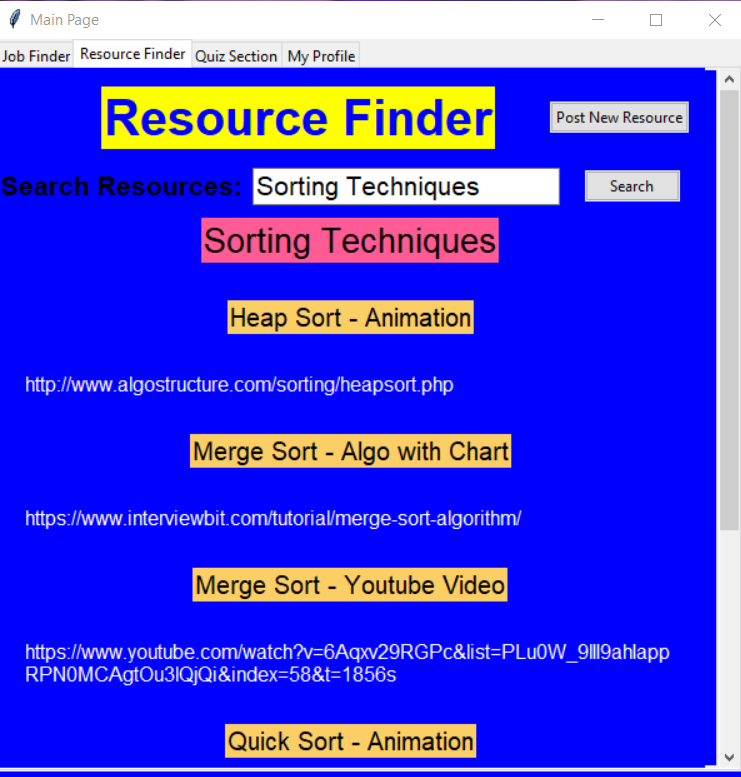 Main Page
Job Finder Resource Finder Quiz Section My Profile
Resource Finder
Post New Resource
Search Resources: Sorting Techniques Search
Sorting Techniques
Heap Sort - Animation
http://www.algostructure.com/sorting/heapsort.php
Merge Sort - Algo with Chart
https://www.interviewbit.com/tutorial/merge-sort-algorithm/
Merge Sort - Youtube Video
https://www.youtube.com/watch?v=6Aqxv29RGPc&list=PLu0W_9lII9ahIapp
RPN0MCAgtOu3lQjQi&index=58&t=1856s
Quick Sort - Animation